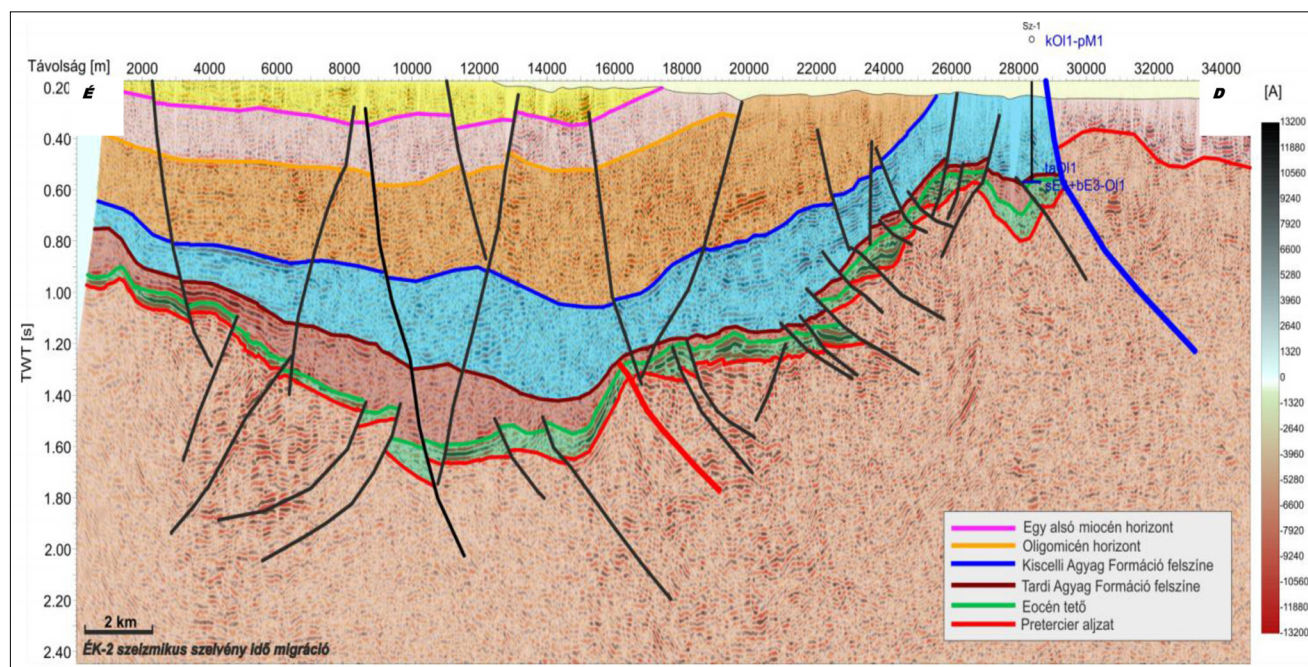 Sz-1
kOl1-pM1
Távolság [m]
2000 4000 6000 8000 10000 12000 14000 16000 18000 20000 22000 24000 26000 28000 30000 32000 34000
É
D
[A]
0.20
0.40
0.60
0.80
1.00
1.20
1.40
1.60
1.80
2.00
2.20
2.40
TWT [s]
taOl1
+bE3-Ol1
13200
11880
10560
9240
7920
6600
5280
3960
2640
1320
0
-1320
-2640
-3960
-5280
-6600
-7920
-9240
-10560
-11880
-13200
Egy alsó miocén horizont
Oligomicén horizont
Kiscelli Agyag Formáció felszíne
Tardi Agyag Formáció felszíne
Eocén tető
Pretercier aljzat
2 km
ÉK-2 szeizmikus szelvény idő migráció